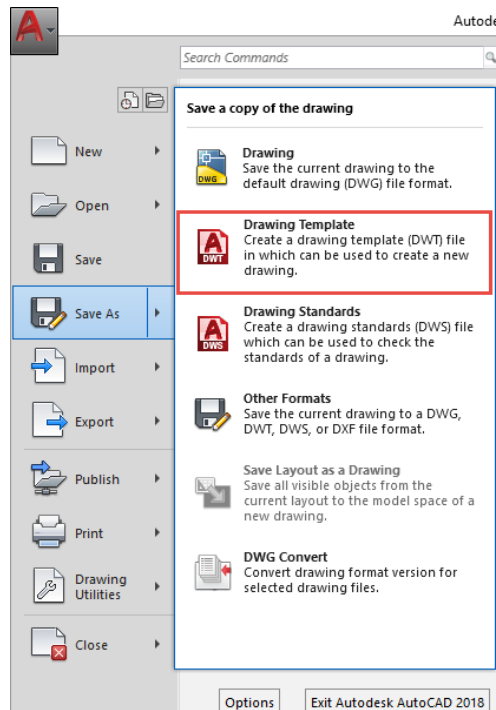 Autode
Search Commands
Save a copy of the drawing
New
Open
Save
Save As
Import
Export
Publish
Print
Drawing
Utilities
Close
Drawing
Save the current drawing to the
default drawing (DWG) file format.
DWG
Drawing Template
Create a drawing template (DWT) file
in which can be used to create a new
drawing.
DWT
Drawing Standards
Create a drawing standards (DWS) file
which can be used to check the
standards of a drawing.
DWS
Other Formats
Save the current drawing to a DWG,
DWT, DWS, or DXF file format.
Save Layout as a Drawing
Save all visible objects from the
current layout to the model space of a
new drawing.
DWG Convert
Convert drawing format version for
selected drawing files.
Options
Exit Autodesk AutoCAD 2018